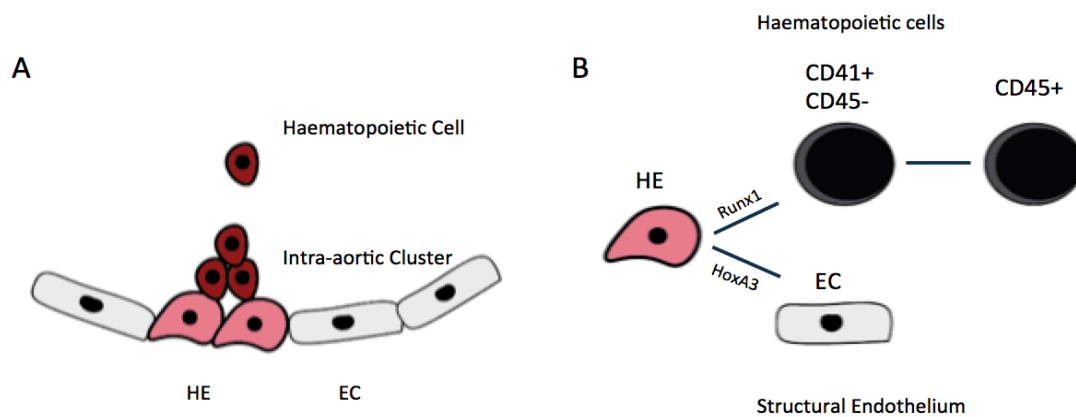 A
Haematopoietic Cell
Intra-aortic Cluster
HE
EC
Haematopoietic cells
B
CD41+
CD45-
CD45+
HE
Runx1
HoxA3
EC
Structural Endothelium